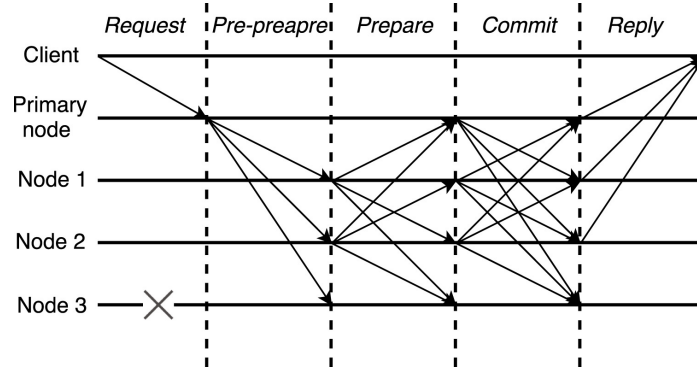 Request Pre-preapre Prepare Commit Reply
Client
Primary
node
Node 1
Node 2
Node 3